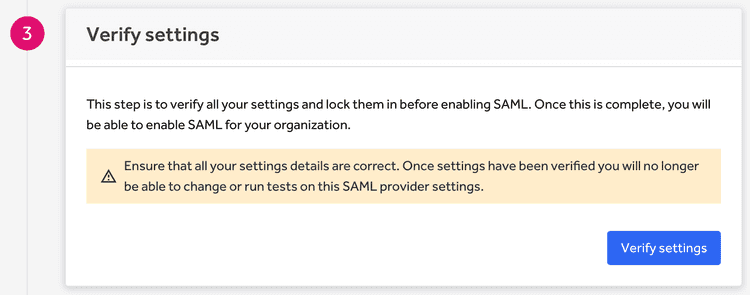 3
Verify settings
This step is to verify all your settings and lock them in before enabling SAML. Once this is complete, you will
be able to enable SAML for your organization.
Ensure that all your settings details are correct. Once settings have been verified you will no longer
be able to change or run tests on this SAML provider settings.
Verify settings